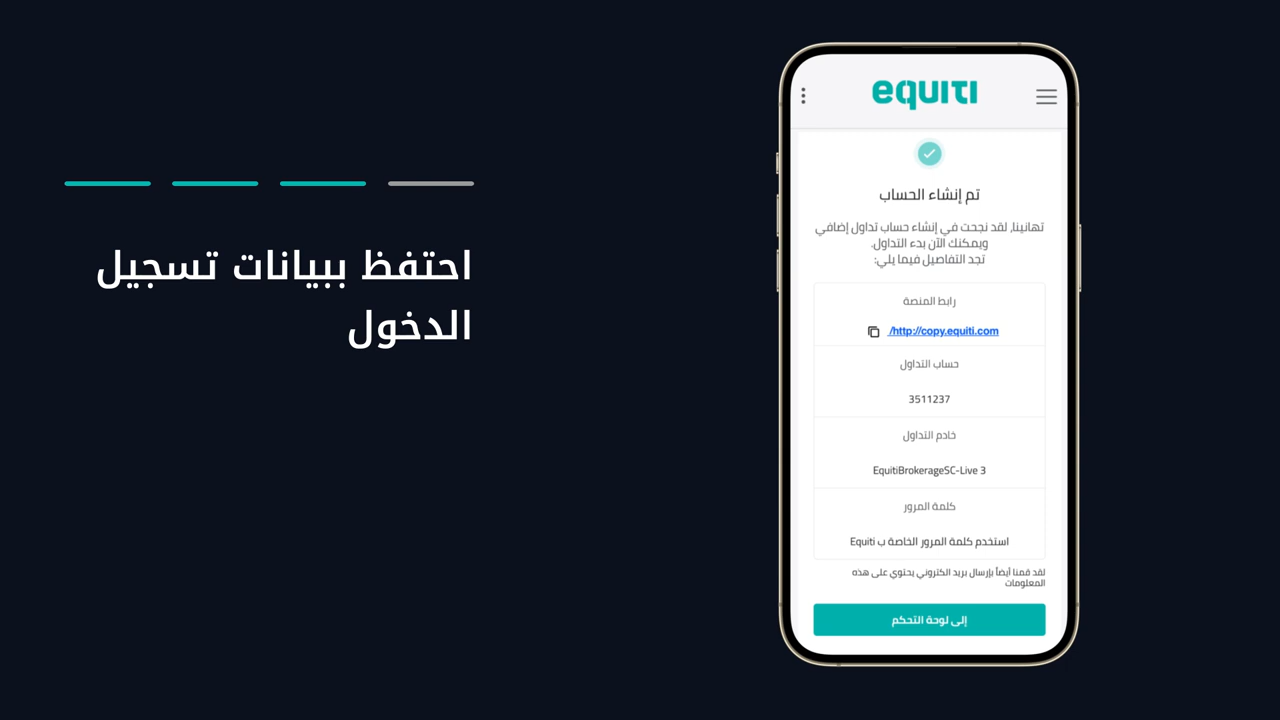 احتفظ ببيانات تسجيل
الدخول
equiti
تم إنشاء الحساب
تهانينا, لقد نجحت في إنشاء حساب تداول إضافي
ويمكنك الآن بدء التداول.
تجد التفاصيل فيما يلي:
رابط المنصة
/http://copy.equiti.com
حساب التداول
3511237
خادم التداول
EquitiBrokerageSC-Live 3
كلمة المرور
استخدم كلمة المرور الخاصة ب Equiti
لقد قمنا أيضاً بإرسال بريد الكتروني يحتوي على هذه
المعلومات
إلى لوحة التحكم